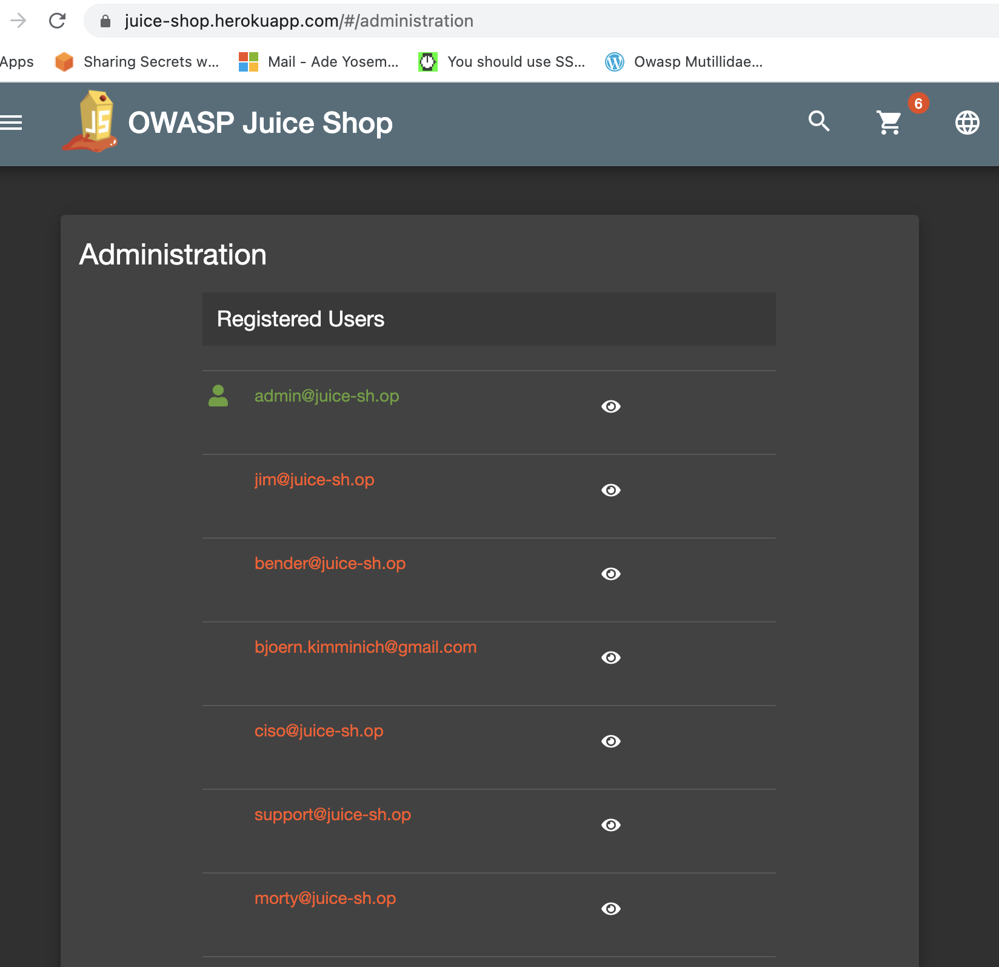 juice-shop.herokuapp.com/#/administration
Apps Sharing Secrets w... Mail - Ade Yosem... You should use SS... Owasp Mutillidae...
JS OWASP Juice Shop 6
Administration
Registered Users
admin@juice-sh.op
jim@juice-sh.op
bender@juice-sh.op
bjoern.kimminich@gmail.com
ciso@juice-sh.op
support@juice-sh.op
morty@juice-sh.op